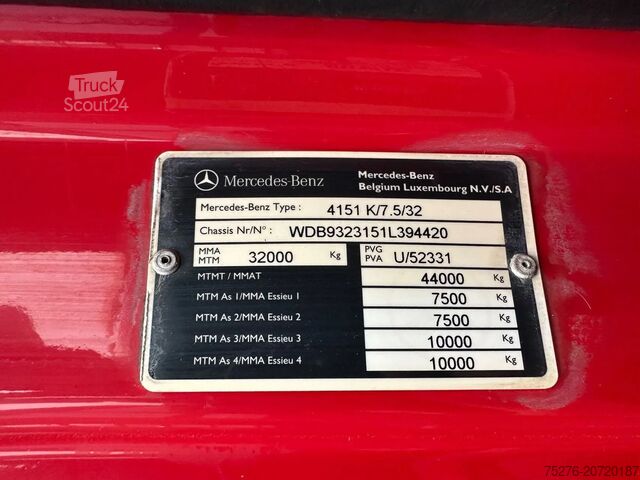 Truck
Scout24
Mercedes-Benz
Mercedes-Benz
Belgium Luxembourg N.V./S.A
Mercedes-Benz Type : 4151 K/7.5/32
Chassis Nr/N° : WDB9323151L394420
MMA
MTM 32000 Kg
PVG
PVA U/52331
MTMT / MMAT 44000 Kg
MTM As 1/MMA Essieu 1 7500 Kg
MTM As 2/MMA Essieu 2 7500 Kg
MTM As 3/MMA Essieu 3 10000 Kg
MTM As 4/MMA Essieu 4 10000 Kg
75276-20720187